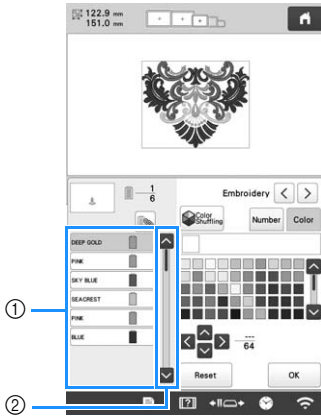 122.9 mm
151.0 mm
1
6
Embroidery < >
Color
Shuffling
Number Color
DEEP GOLD
PINK
SKY BLUE
SEACREST
PINK
BLUE
---
64
Reset OK
①
②